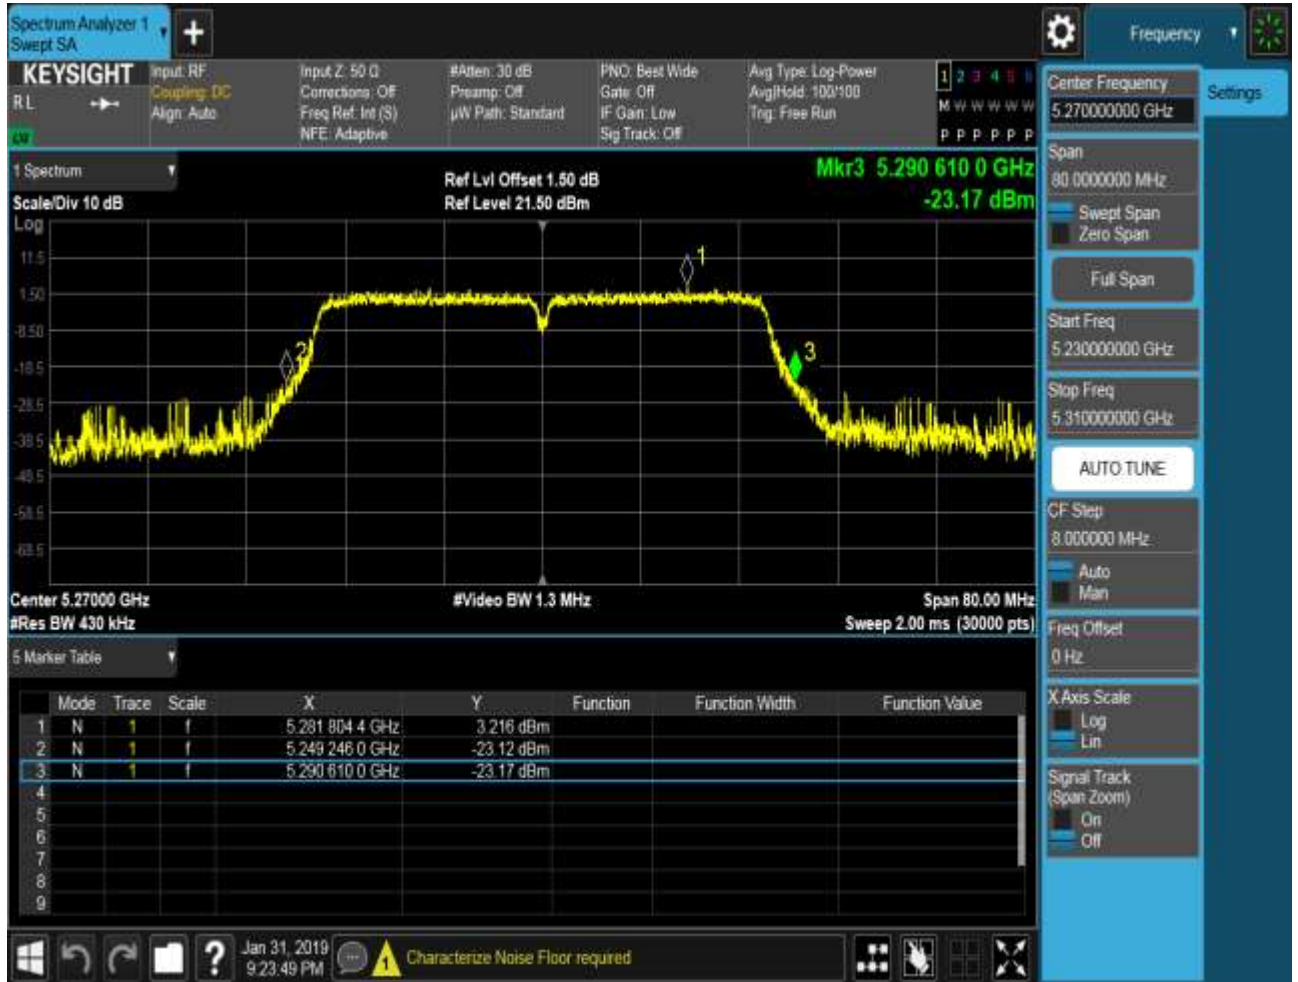 Spectrum Analyzer 1
Swept SA
Frequency
KEYSIGHT
RL
Input: RF
Coupling: DC
Align: Auto
Input Z: 50 Ω
Corrections: Off
Freq Ref: Int (S)
NFE: Adaptive
#Atten: 30 dB
Preamp: Off
µW Path: Standard
PNO: Best Wide
Gate: Off
IF Gain: Low
Sig Track: Off
Avg Type: Log-Power
Avg|Hold: 100/100
Trig: Free Run
1 2 3 4 5 6
M W W W W W
P P P P P P
1 Spectrum
Scale/Div 10 dB
Ref Lvl Offset 1.50 dB
Ref Level 21.50 dBm
Mkr3 5.290 610 0 GHz
-23.17 dBm
Log
11.5
1.50
-8.50
-18.5
-28.5
-38.5
-48.5
-58.5
-68.5
1
2
3
Center 5.27000 GHz
#Res BW 430 kHz
#Video BW 1.3 MHz
Span 80.00 MHz
Sweep 2.00 ms (30000 pts)
5 Marker Table
Mode Trace Scale X Y Function Function Width Function Value
1 N 1 f 5.281 804 4 GHz 3.216 dBm
2 N 1 f 5.249 246 0 GHz -23.12 dBm
3 N 1 f 5.290 610 0 GHz -23.17 dBm
4
5
6
7
8
9
Jan 31, 2019
9:23:49 PM
?
1
Characterize Noise Floor required
Settings
Center Frequency
5.270000000 GHz
Span
80.0000000 MHz
Swept Span
Zero Span
Full Span
Start Freq
5.230000000 GHz
Stop Freq
5.310000000 GHz
AUTO TUNE
CF Step
8.000000 MHz
Auto
Man
Freq Offset
0 Hz
X Axis Scale
Log
Lin
Signal Track
(Span Zoom)
On
Off